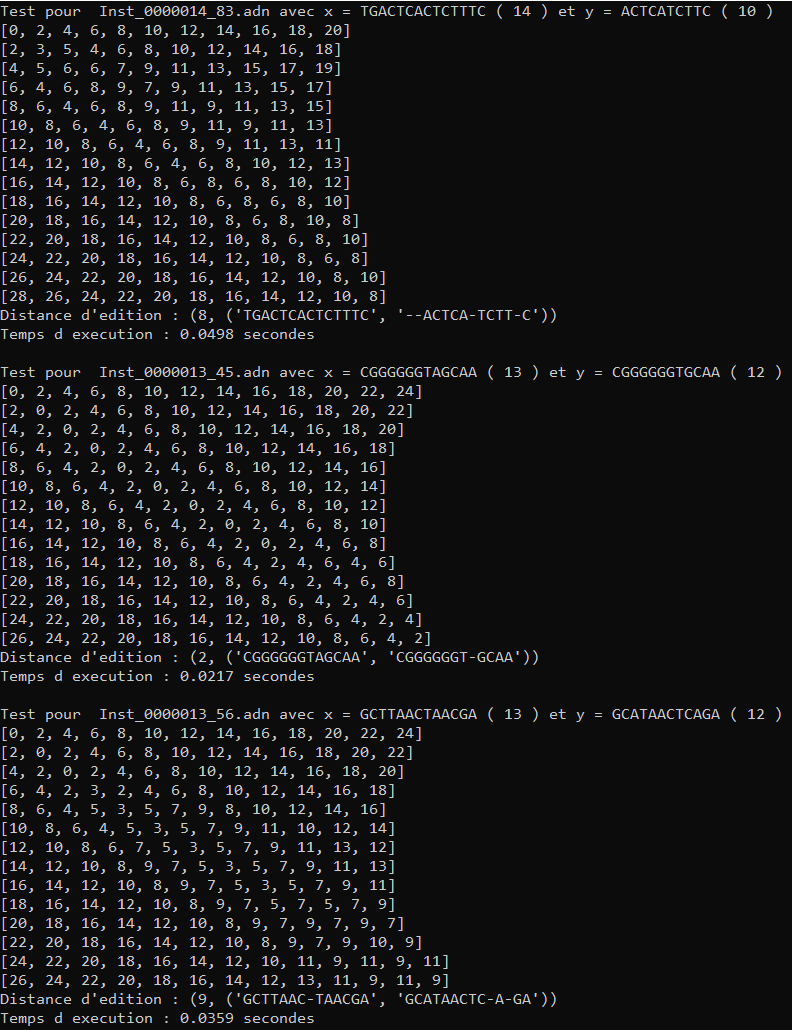 Test pour  Inst_0000014_83.adn avec x = TGACTCACTCTTTC ( 14 ) et y = ACTCATCTTC ( 10 )
[0, 2, 4, 6, 8, 10, 12, 14, 16, 18, 20]
[2, 3, 5, 4, 6, 8, 10, 12, 14, 16, 18]
[4, 5, 6, 6, 7, 9, 11, 13, 15, 17, 19]
[6, 4, 6, 8, 9, 7, 9, 11, 13, 15, 17]
[8, 6, 4, 6, 8, 9, 11, 9, 11, 13, 15]
[10, 8, 6, 4, 6, 8, 9, 11, 9, 11, 13]
[12, 10, 8, 6, 4, 6, 8, 9, 11, 13, 11]
[14, 12, 10, 8, 6, 4, 6, 8, 10, 12, 13]
[16, 14, 12, 10, 8, 6, 8, 6, 8, 10, 12]
[18, 16, 14, 12, 10, 8, 6, 8, 6, 8, 10]
[20, 18, 16, 14, 12, 10, 8, 6, 8, 10, 8]
[22, 20, 18, 16, 14, 12, 10, 8, 6, 8, 10]
[24, 22, 20, 18, 16, 14, 12, 10, 8, 6, 8]
[26, 24, 22, 20, 18, 16, 14, 12, 10, 8, 10]
[28, 26, 24, 22, 20, 18, 16, 14, 12, 10, 8]
Distance d'edition : (8, ('TGACTCACTCTTTC', '--ACTCA-TCTT-C'))
Temps d execution : 0.0498 secondes

Test pour  Inst_0000013_45.adn avec x = CGGGGGGTAGCAA ( 13 ) et y = CGGGGGGTGCAA ( 12 )
[0, 2, 4, 6, 8, 10, 12, 14, 16, 18, 20, 22, 24]
[2, 0, 2, 4, 6, 8, 10, 12, 14, 16, 18, 20, 22]
[4, 2, 0, 2, 4, 6, 8, 10, 12, 14, 16, 18, 20]
[6, 4, 2, 0, 2, 4, 6, 8, 10, 12, 14, 16, 18]
[8, 6, 4, 2, 0, 2, 4, 6, 8, 10, 12, 14, 16]
[10, 8, 6, 4, 2, 0, 2, 4, 6, 8, 10, 12, 14]
[12, 10, 8, 6, 4, 2, 0, 2, 4, 6, 8, 10, 12]
[14, 12, 10, 8, 6, 4, 2, 0, 2, 4, 6, 8, 10]
[16, 14, 12, 10, 8, 6, 4, 2, 0, 2, 4, 6, 8]
[18, 16, 14, 12, 10, 8, 6, 4, 2, 4, 6, 4, 6]
[20, 18, 16, 14, 12, 10, 8, 6, 4, 2, 4, 6, 8]
[22, 20, 18, 16, 14, 12, 10, 8, 6, 4, 2, 4, 6]
[24, 22, 20, 18, 16, 14, 12, 10, 8, 6, 4, 2, 4]
[26, 24, 22, 20, 18, 16, 14, 12, 10, 8, 6, 4, 2]
Distance d'edition : (2, ('CGGGGGGTAGCAA', 'CGGGGGGT-GCAA'))
Temps d execution : 0.0217 secondes

Test pour  Inst_0000013_56.adn avec x = GCTTAACTAACGA ( 13 ) et y = GCATAACTCAGA ( 12 )
[0, 2, 4, 6, 8, 10, 12, 14, 16, 18, 20, 22, 24]
[2, 0, 2, 4, 6, 8, 10, 12, 14, 16, 18, 20, 22]
[4, 2, 0, 2, 4, 6, 8, 10, 12, 14, 16, 18, 20]
[6, 4, 2, 3, 2, 4, 6, 8, 10, 12, 14, 16, 18]
[8, 6, 4, 5, 3, 5, 7, 9, 8, 10, 12, 14, 16]
[10, 8, 6, 4, 5, 3, 5, 7, 9, 11, 10, 12, 14]
[12, 10, 8, 6, 7, 5, 3, 5, 7, 9, 11, 13, 12]
[14, 12, 10, 8, 9, 7, 5, 3, 5, 7, 9, 11, 13]
[16, 14, 12, 10, 8, 9, 7, 5, 3, 5, 7, 9, 11]
[18, 16, 14, 12, 10, 8, 9, 7, 5, 7, 5, 7, 9]
[20, 18, 16, 14, 12, 10, 8, 9, 7, 9, 7, 9, 7]
[22, 20, 18, 16, 14, 12, 10, 8, 9, 7, 9, 10, 9]
[24, 22, 20, 18, 16, 14, 12, 10, 11, 9, 11, 9, 11]
[26, 24, 22, 20, 18, 16, 14, 12, 13, 11, 9, 11, 9]
Distance d'edition : (9, ('GCTTAAC-TAACGA', 'GCATAACTC-A-GA'))
Temps d execution : 0.0359 secondes